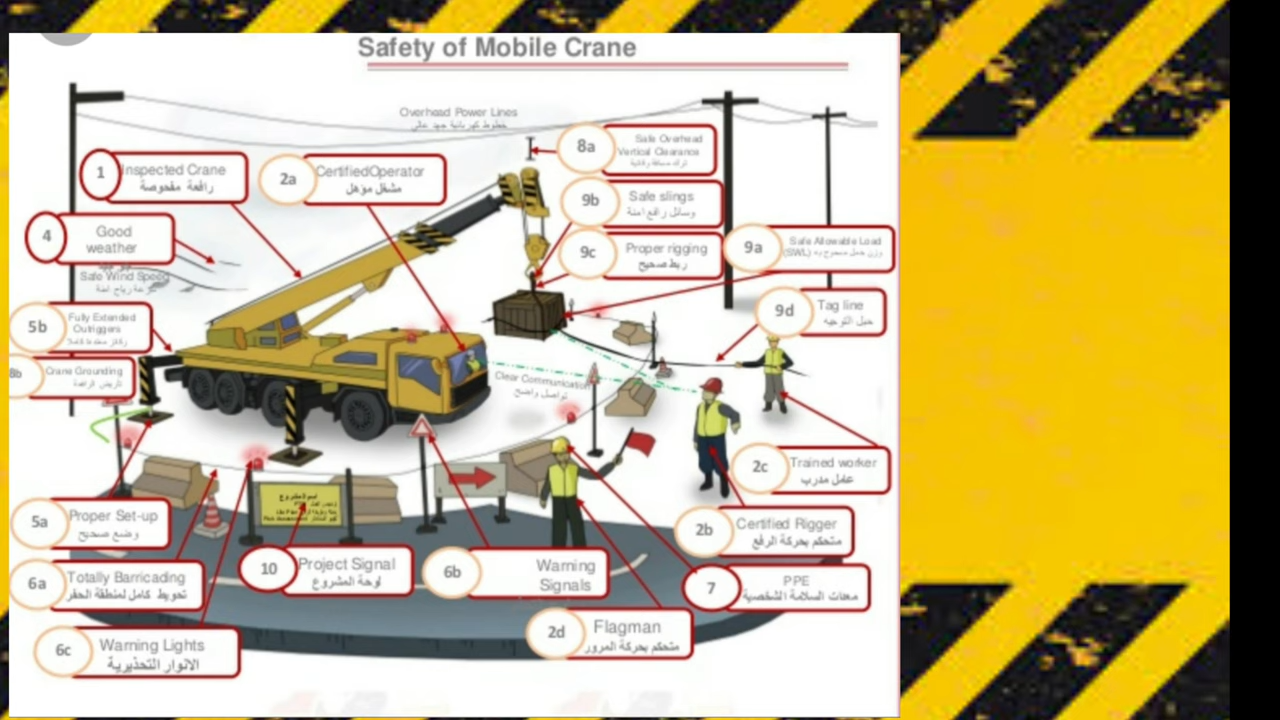 Safety of Mobile Crane
Overhead Power Lines
8a
Safe Overhead
Vertical Clearance
1
Inspected Crane
رافعة مفحوصة
2a
CertifiedOperator
مشغل مؤهل
9b
Safe slings
وسائل رافع امنة
4
Good
weather
9c
Proper rigging
ربط صحيح
9a
Safe Allowable Load
(SWL)
Safe Wind Speed
5b
Fully Extended
Outriggers
9d
Tag line
حبل التوجيه
8b
Crane Grounding
Clear Communication
تواصل واضح
2c
Trained worker
عامل مدرب
5a
Proper Set-up
وضع صحيح
2b
Certified Rigger
متحكم بحركة الرفع
10
Project Signal
لوحة المشروع
6b
Warning
Signals
6a
Totally Barricading
تحويط كامل لمنطقة الحفر
7
PPE
معدات السلامة الشخصية
2d
Flagman
متحكم بحركة المرور
6c
Warning Lights
الانوار التحذيرية